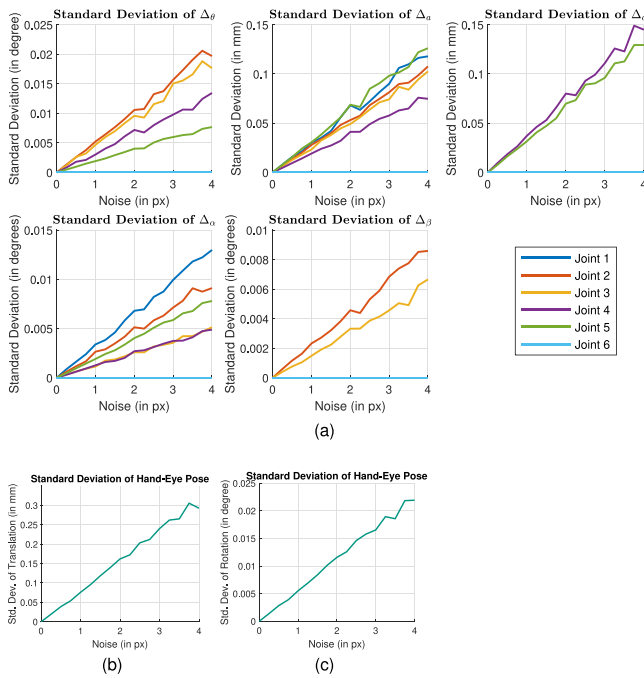 Standard Deviation of Δθ
Standard Deviation (in degree)
0.025
0.02
0.015
0.01
0.005
0
0 1 2 3 4
Noise (in px)
Standard Deviation of Δa
Standard Deviation (in mm)
0.15
0.1
0.05
0
0 1 2 3 4
Noise (in px)
Standard Deviation of Δ
Standard Deviation (in mm)
0.15
0.1
0.05
0
0 1 2 3 4
Noise (in px)
Standard Deviation of Δα
Standard Deviation (in degrees)
0.015
0.01
0.005
0
0 1 2 3 4
Noise (in px)
Standard Deviation of Δβ
Standard Deviation (in degrees)
0.01
0.008
0.006
0.004
0.002
0
0 1 2 3 4
Noise (in px)
Joint 1
Joint 2
Joint 3
Joint 4
Joint 5
Joint 6
(a)
Standard Deviation of Hand-Eye Pose
Std. Dev. of Translation (in mm)
0.3
0.25
0.2
0.15
0.1
0.05
0
0 1 2 3 4
Noise (in px)
(b)
Standard Deviation of Hand-Eye Pose
Std. Dev. of Rotation (in degree)
0.025
0.02
0.015
0.01
0.005
0
0 1 2 3 4
Noise (in px)
(c)